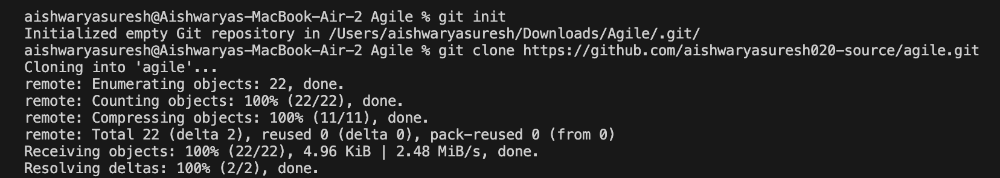 aishwaryasuresh@Aishwaryas-MacBook-Air-2 Agile % git init
Initialized empty Git repository in /Users/aishwaryasuresh/Downloads/Agile/.git/
aishwaryasuresh@Aishwaryas-MacBook-Air-2 Agile % git clone https://github.com/aishwaryasuresh020-source/agile.git
Cloning into 'agile'...
remote: Enumerating objects: 22, done.
remote: Counting objects: 100% (22/22), done.
remote: Compressing objects: 100% (11/11), done.
remote: Total 22 (delta 2), reused 0 (delta 0), pack-reused 0 (from 0)
Receiving objects: 100% (22/22), 4.96 KiB | 2.48 MiB/s, done.
Resolving deltas: 100% (2/2), done.